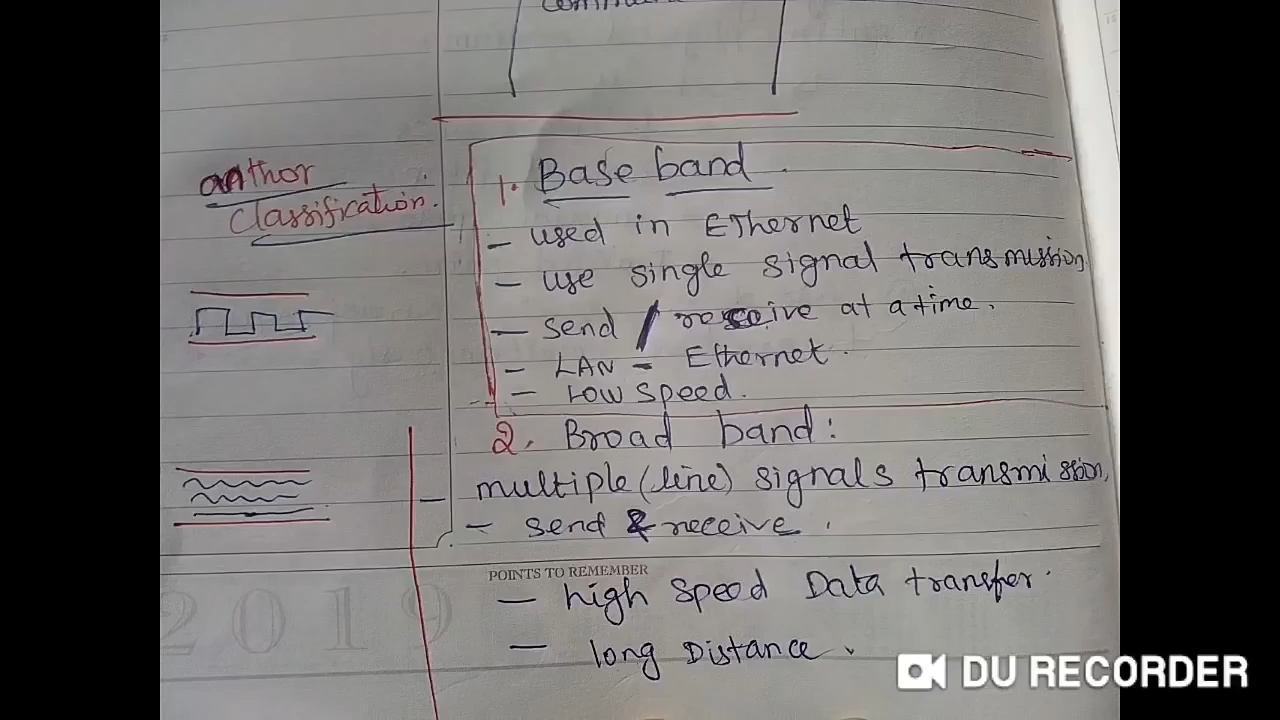 author
classification.
1. Base band.
- used in Ethernet
- use single signal transmission
- send / receive at a time.
- LAN - Ethernet.
- Low speed.
2. Broad band:
- multiple (line) signals transmission,
- send & receive.
POINTS TO REMEMBER
2019
- high speed Data transfer.
- long Distance.
DU RECORDER